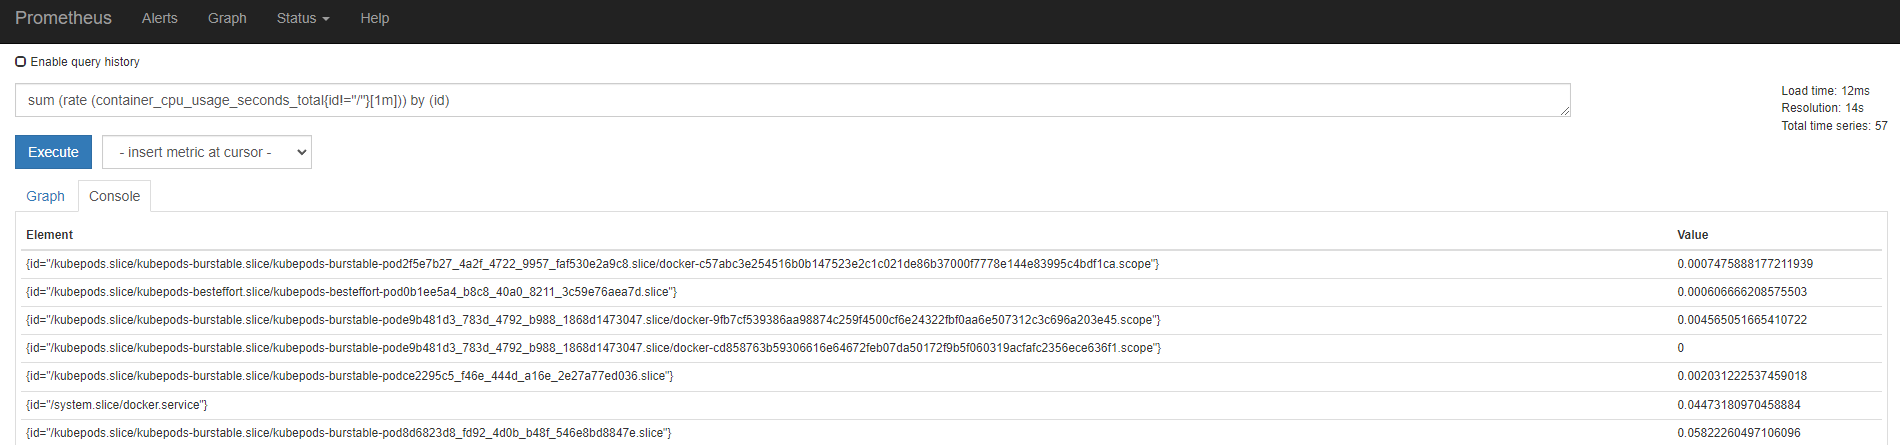 Prometheus Alerts Graph Status Help
Enable query history
sum (rate (container_cpu_usage_seconds_total{id!="/"}[1m])) by (id)
Load time: 12ms
Resolution: 14s
Total time series: 57
Execute - insert metric at cursor -
Graph Console
Element Value
{id="/kubepods.slice/kubepods-burstable.slice/kubepods-burstable-pod2f5e7b27_4a2f_4722_9957_faf530e2a9c8.slice/docker-c57abc3e254516b0b147523e2c1c021de86b37000f7778e144e83995c4bdf1ca.scope"} 0.0007475888177211939
{id="/kubepods.slice/kubepods-besteffort.slice/kubepods-besteffort-pod0b1ee5a4_b8c8_40a0_8211_3c59e76aea7d.slice"} 0.000606666208575503
{id="/kubepods.slice/kubepods-burstable.slice/kubepods-burstable-pode9b481d3_783d_4792_b988_1868d1473047.slice/docker-9fb7cf539386aa98874c259f4500cf6e24322fbf0aa6e507312c3c696a203e45.scope"} 0.004565051665410722
{id="/kubepods.slice/kubepods-burstable.slice/kubepods-burstable-pode9b481d3_783d_4792_b988_1868d1473047.slice/docker-cd858763b59306616e64672feb07da50172f9b5f060319acfafc2356ece636f1.scope"} 0
{id="/kubepods.slice/kubepods-burstable.slice/kubepods-burstable-podce2295c5_f46e_444d_a16e_2e27a77ed036.slice"} 0.002031222537459018
{id="/system.slice/docker.service"} 0.04473180970458884
{id="/kubepods.slice/kubepods-burstable.slice/kubepods-burstable-pod8d6823d8_fd92_4d0b_b48f_546e8bd8847e.slice"} 0.05822260497106096